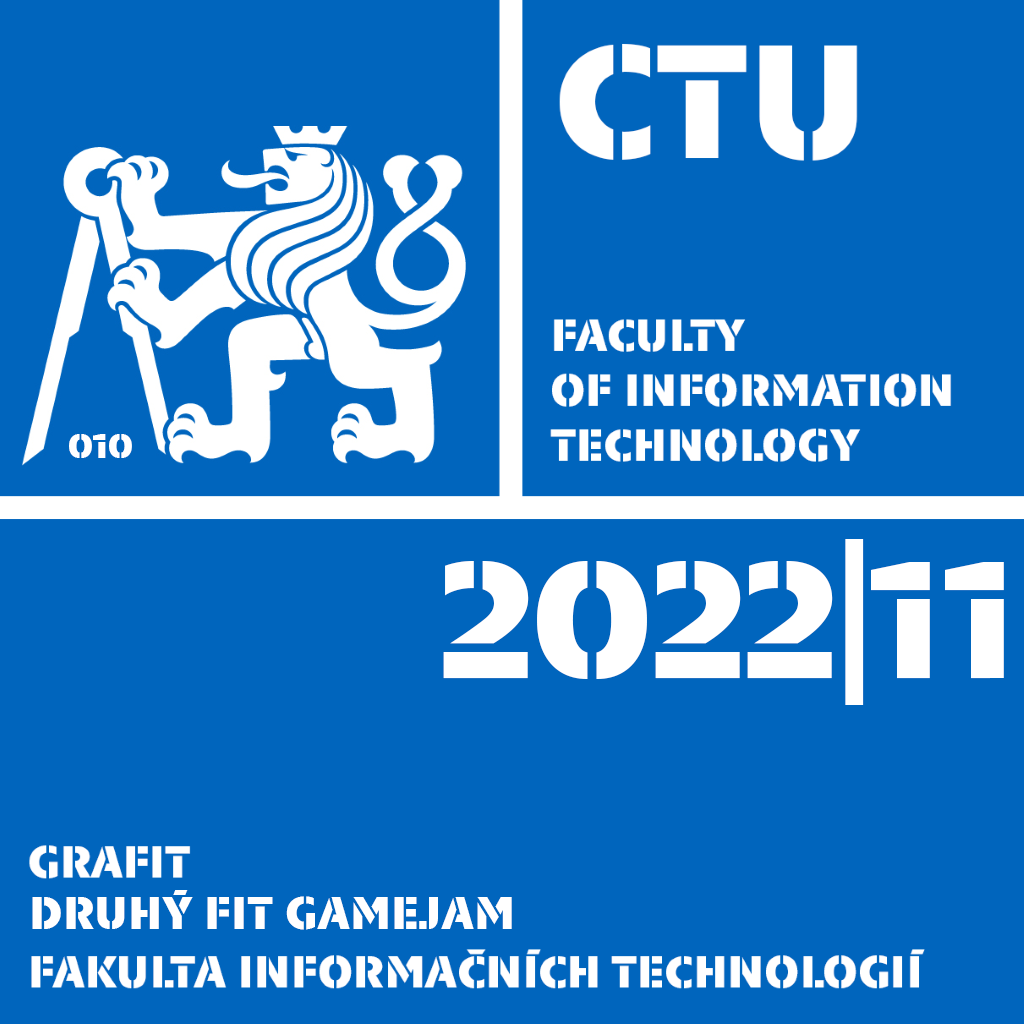 010
CTU
FACULTY
OF INFORMATION
TECHNOLOGY
2022|11
GRAFIT
DRUHÝ FIT GAMEJAM
FAKULTA INFORMAČNÍCH TECHNOLOGIÍ